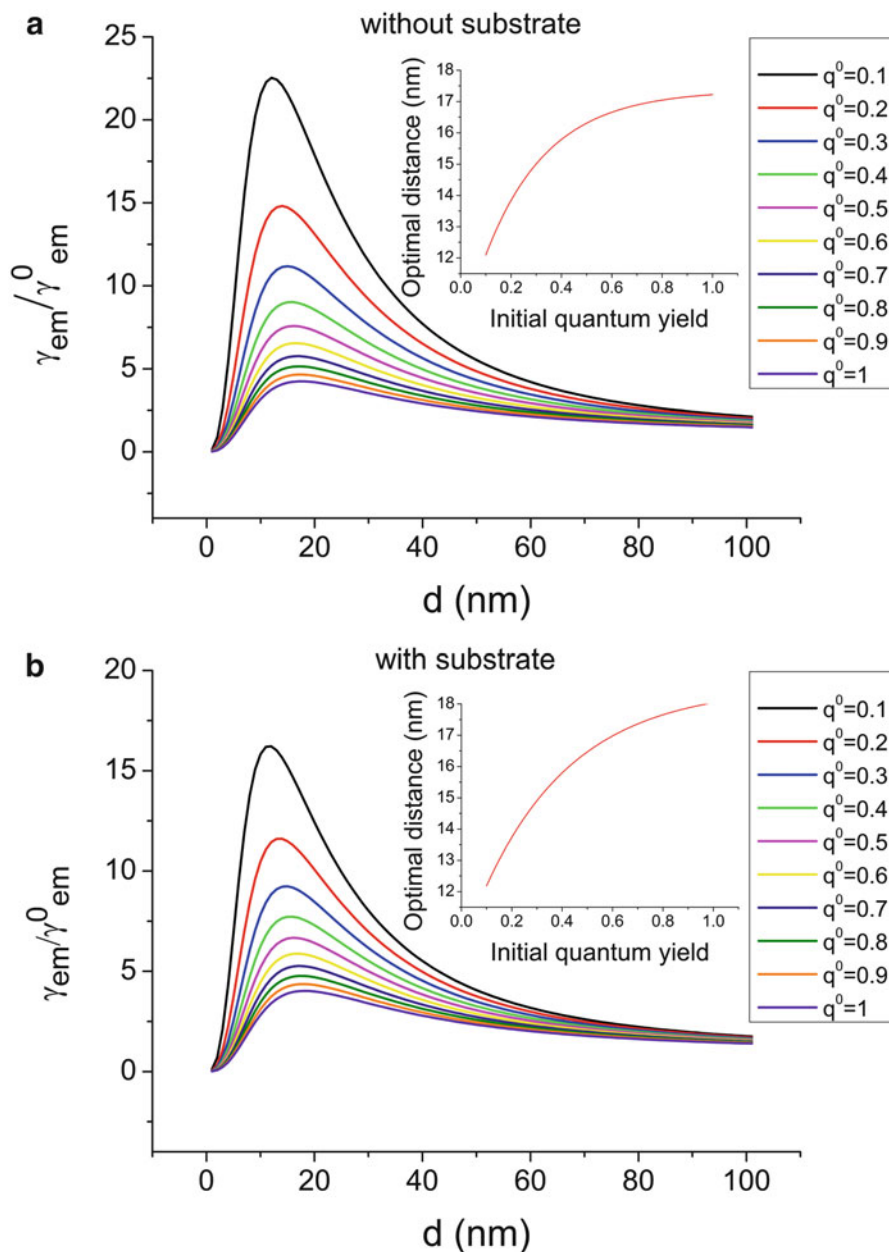 a
without substrate
25
20
15
10
5
0
γem/γ⁰em
0 20 40 60 80 100
d (nm)
18
17
16
15
14
13
12
Optimal distance (nm)
0.0 0.2 0.4 0.6 0.8 1.0
Initial quantum yield
q⁰=0.1
q⁰=0.2
q⁰=0.3
q⁰=0.4
q⁰=0.5
q⁰=0.6
q⁰=0.7
q⁰=0.8
q⁰=0.9
q⁰=1
b
with substrate
20
15
10
5
0
γem/γ⁰em
0 20 40 60 80 100
d (nm)
18
17
16
15
14
13
12
Optimal distance (nm)
0.0 0.2 0.4 0.6 0.8 1.0
Initial quantum yield
q⁰=0.1
q⁰=0.2
q⁰=0.3
q⁰=0.4
q⁰=0.5
q⁰=0.6
q⁰=0.7
q⁰=0.8
q⁰=0.9
q⁰=1